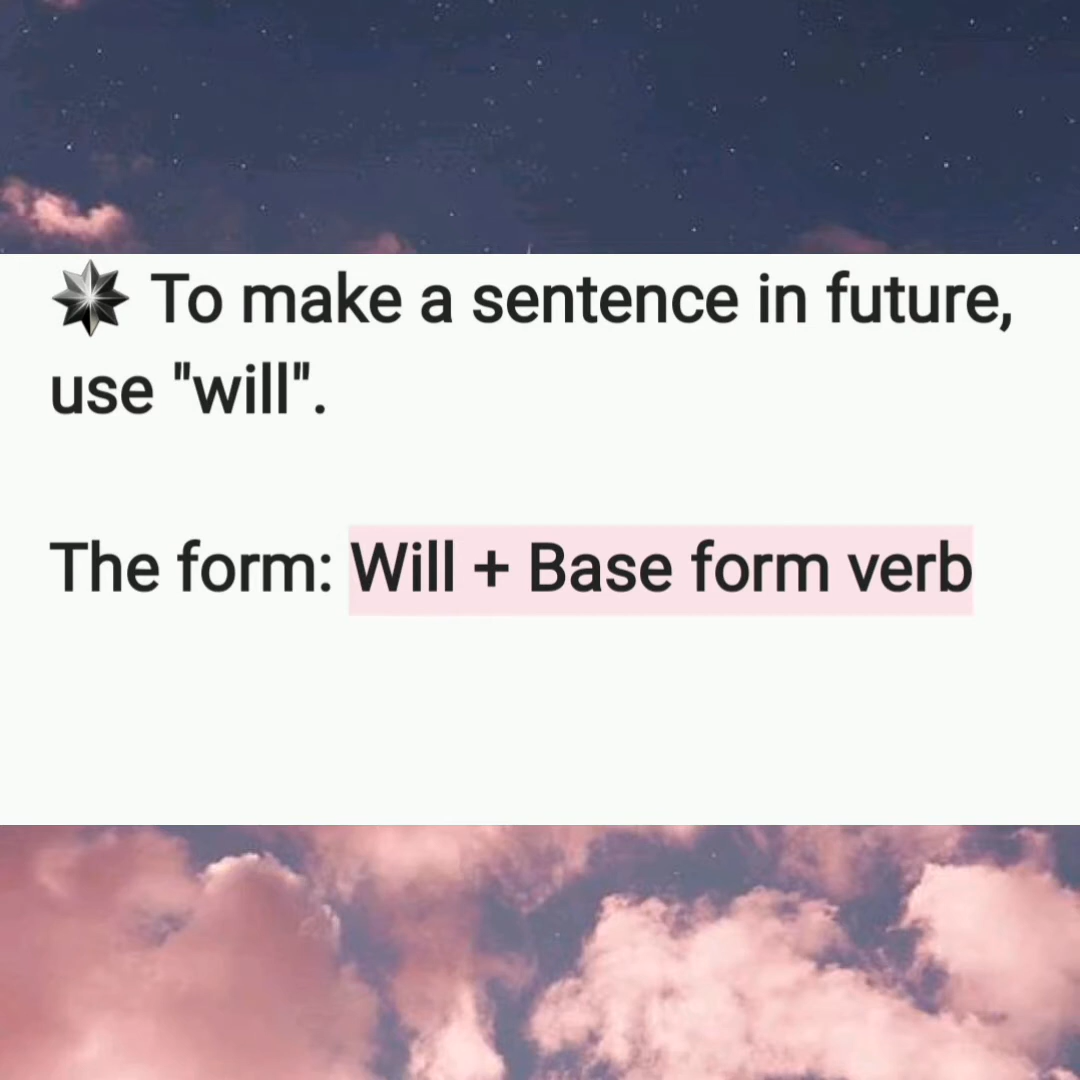 ✴ To make a sentence in future,
use "will".
The form: Will + Base form verb